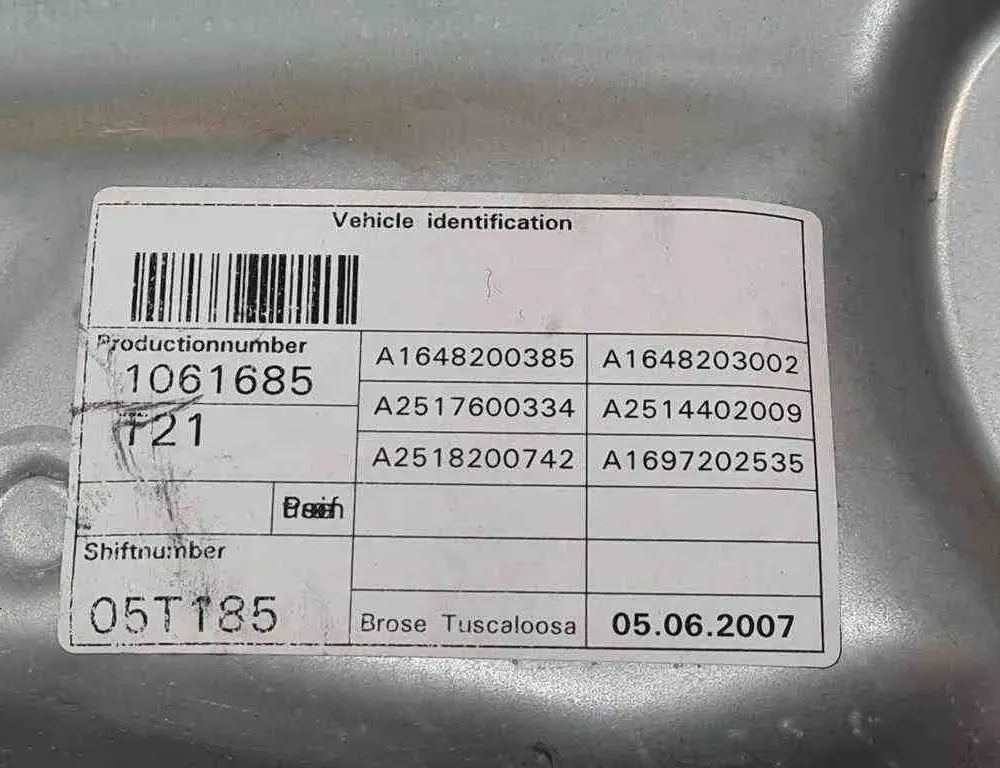 Vehicle identification
Productionnumber
1061685
T21
Shiftnumber
05T185
A1648200385 A1648203002
A2517600334 A2514402009
A2518200742 A1697202535
Brose Tuscaloosa 05.06.2007